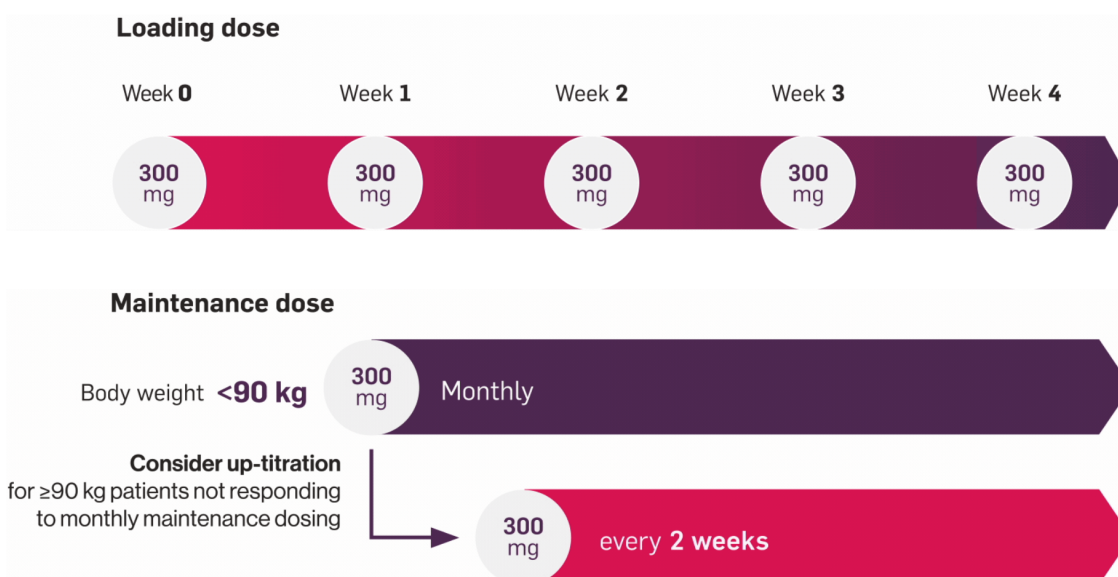 Loading dose
Week 0 Week 1 Week 2 Week 3 Week 4
300 300 300 300 300
mg mg mg mg mg
Maintenance dose
Body weight <90 kg
300
mg
Monthly
Consider up-titration
for ≥90 kg patients not responding
to monthly maintenance dosing
300
mg
every 2 weeks